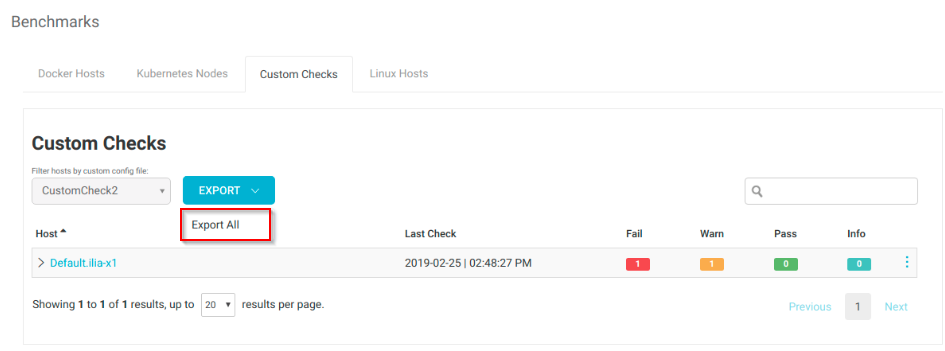 Benchmarks
Docker Hosts Kubernetes Nodes Custom Checks Linux Hosts
Custom Checks
Filter hosts by custom config file:
CustomCheck2 EXPORT
Export All
Host Last Check Fail Warn Pass Info
Default.ilia-x1 2019-02-25 | 02:48:27 PM 1 1 0 0
Showing 1 to 1 of 1 results, up to 20 results per page.
Previous 1 Next